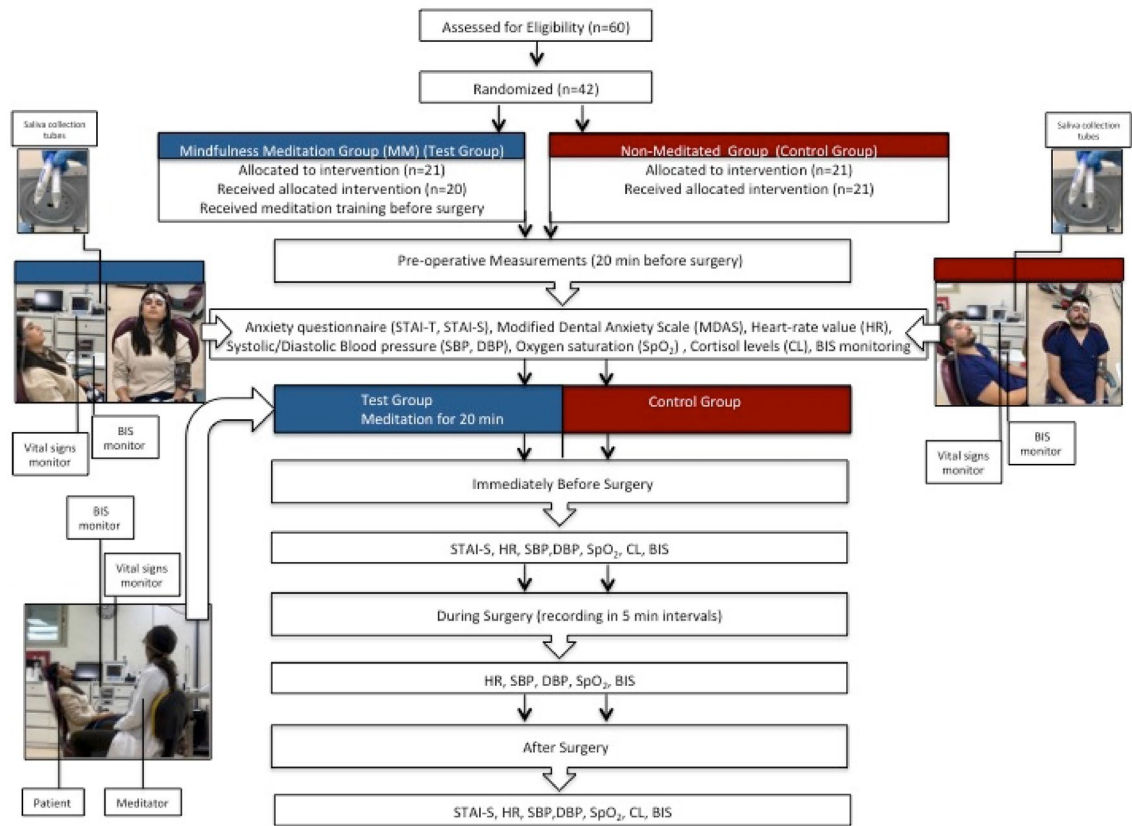 Assessed for Eligibility (n=60)
Randomized (n=42)
Saliva collection
tubes
Saliva collection
tubes
Mindfulness Meditation Group (MM) (Test Group)
Allocated to intervention (n=21)
Received allocated intervention (n=20)
Received meditation training before surgery
Non-Meditated Group (Control Group)
Allocated to intervention (n=21)
Received allocated intervention (n=21)
Pre-operative Measurements (20 min before surgery)
Anxiety questionnaire (STAI-T, STAI-S), Modified Dental Anxiety Scale (MDAS), Heart-rate value (HR),
Systolic/Diastolic Blood pressure (SBP, DBP), Oxygen saturation (SpO₂) , Cortisol levels (CL), BIS monitoring
Test Group
Meditation for 20 min
Control Group
BIS
monitor
Vital signs
monitor
BIS
monitor
Vital signs
monitor
Immediately Before Surgery
BIS
monitor
Vital signs
monitor
STAI-S, HR, SBP,DBP, SpO₂, CL, BIS
During Surgery (recording in 5 min intervals)
HR, SBP, DBP, SpO₂, BIS
After Surgery
Patient
Meditator
STAI-S, HR, SBP,DBP, SpO₂, CL, BIS